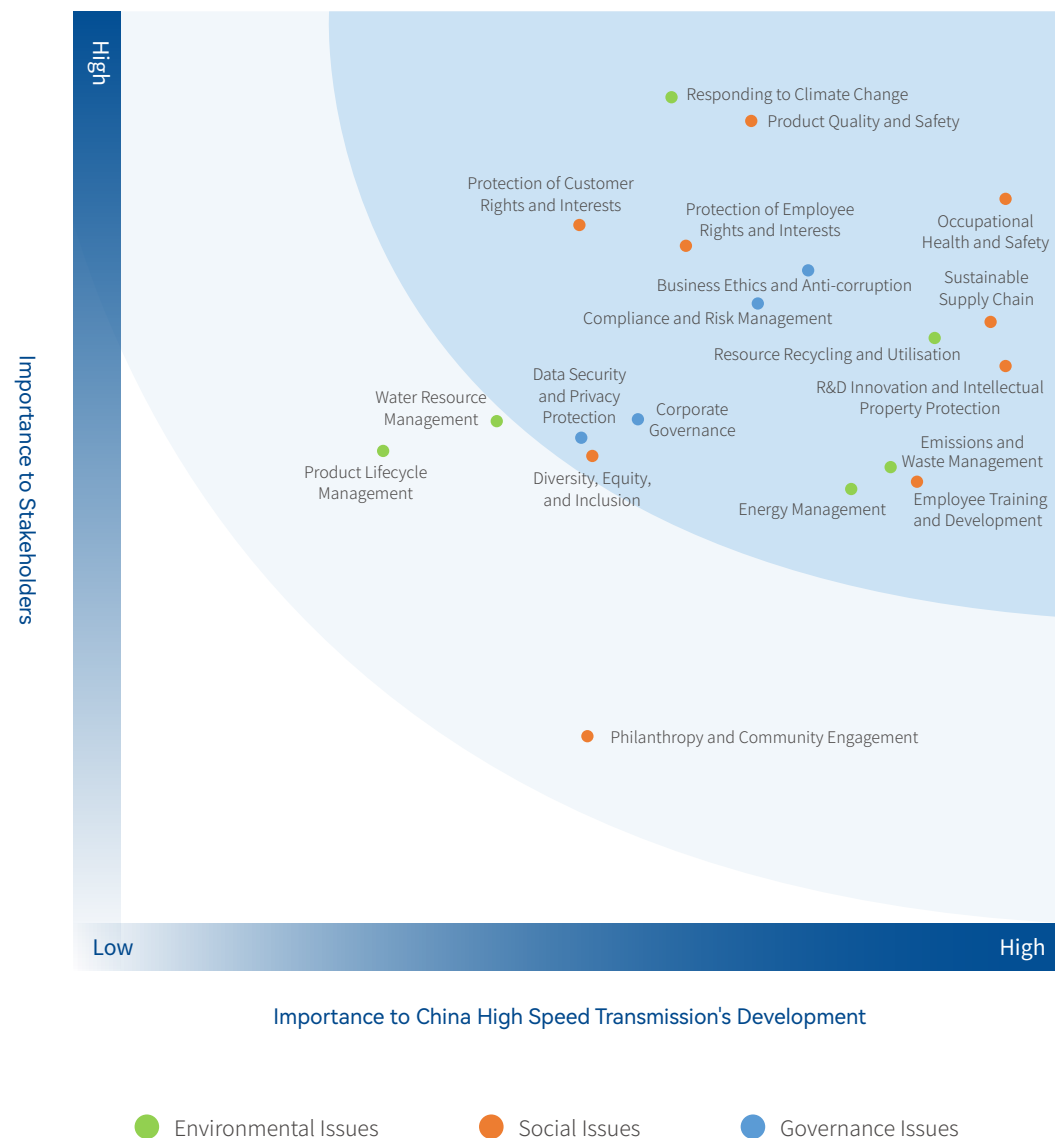 High
Importance to Stakeholders
Responding to Climate Change
Product Quality and Safety
Protection of Customer
Rights and Interests
Protection of Employee
Rights and Interests
Occupational
Health and Safety
Business Ethics and Anti-corruption
Sustainable
Supply Chain
Compliance and Risk Management
Resource Recycling and Utilisation
R&D Innovation and Intellectual
Property Protection
Data Security
and Privacy
Protection
Water Resource
Management
Corporate
Governance
Product Lifecycle
Management
Diversity, Equity,
and Inclusion
Emissions and
Waste Management
Energy Management
Employee Training
and Development
Philanthropy and Community Engagement
Low
High
Importance to China High Speed Transmission's Development
Environmental Issues
Social Issues
Governance Issues